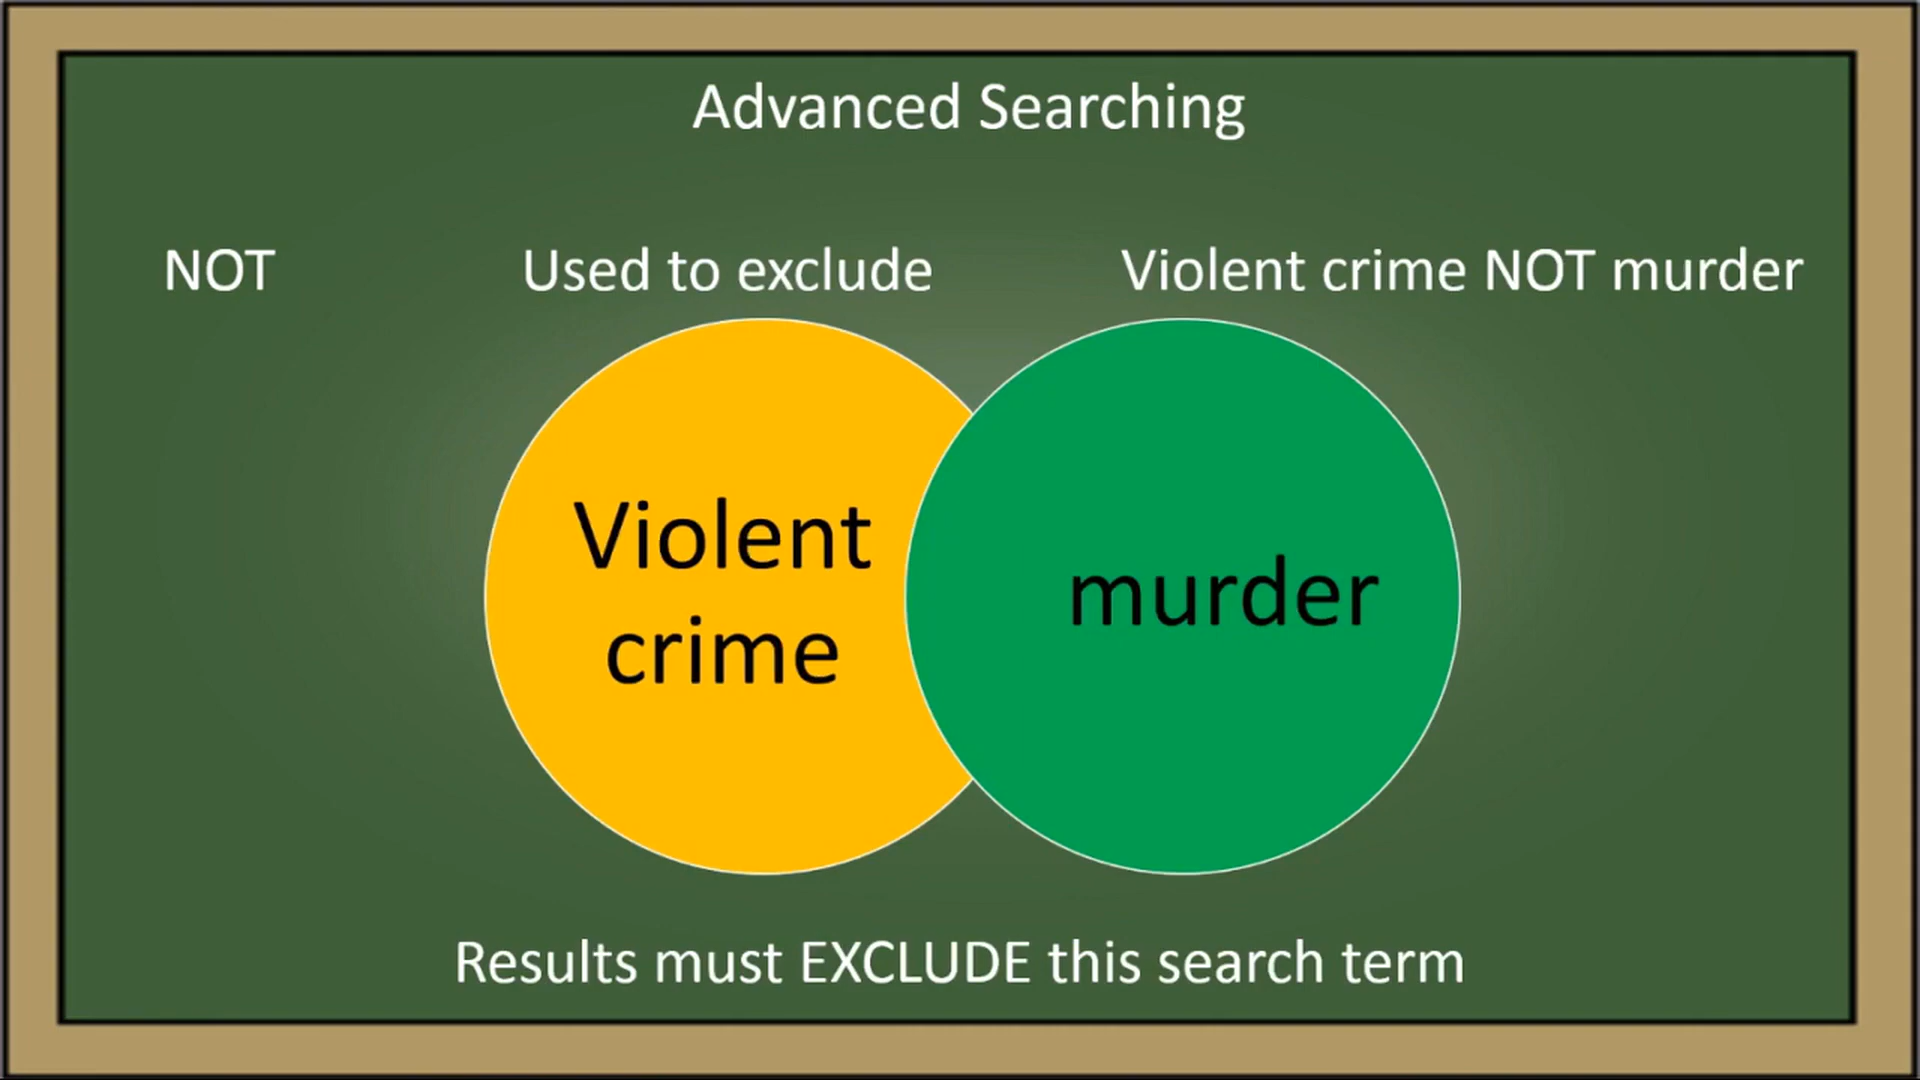 Advanced Searching
NOT
Used to exclude
Violent crime NOT murder
Violent
crime
murder
Results must EXCLUDE this search term